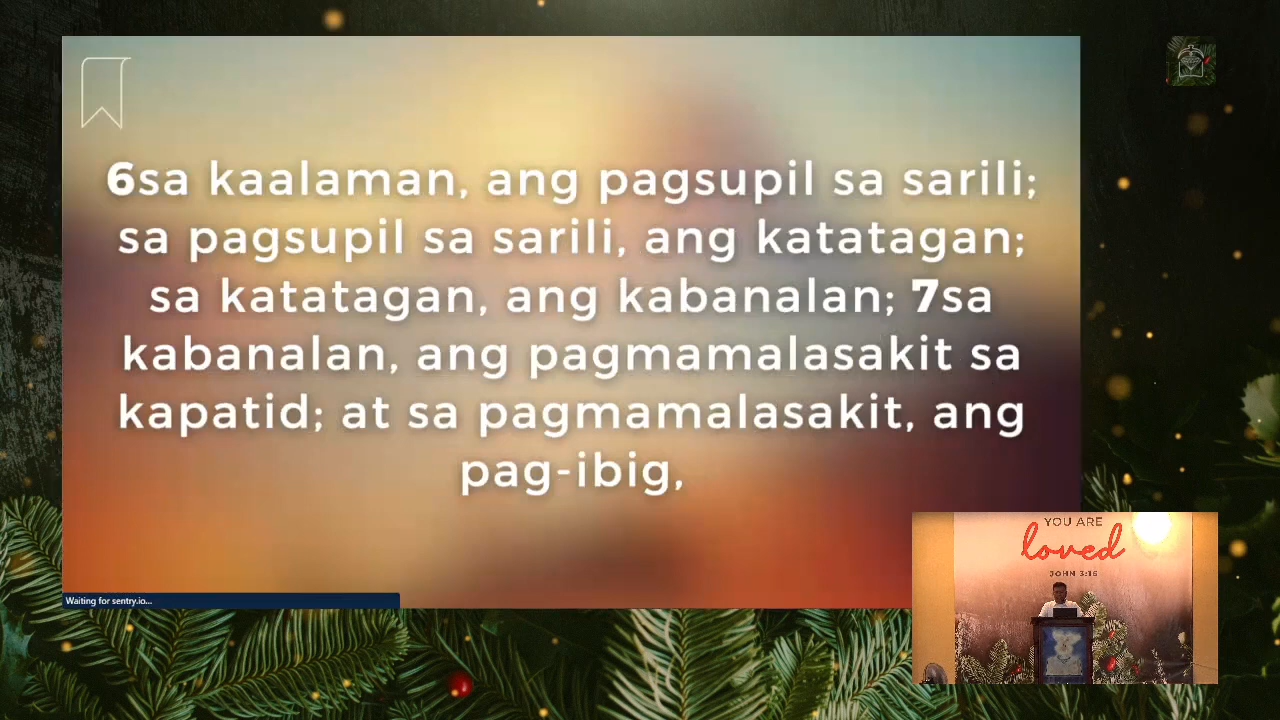 6sa kaalaman, ang pagsupil sa sarili;
sa pagsupil sa sarili, ang katatagan;
sa katatagan, ang kabanalan; 7sa
kabanalan, ang pagmamalasakit sa
kapatid; at sa pagmamalasakit, ang
pag-ibig,
Waiting for sentry.io...
YOU ARE
loved
JOHN 3:16